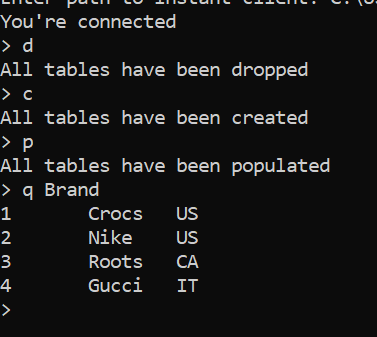 Enter path to instant client: C:\
You're connected
> d
All tables have been dropped
> c
All tables have been created
> p
All tables have been populated
> q Brand
1 Crocs US
2 Nike US
3 Roots CA
4 Gucci IT
>